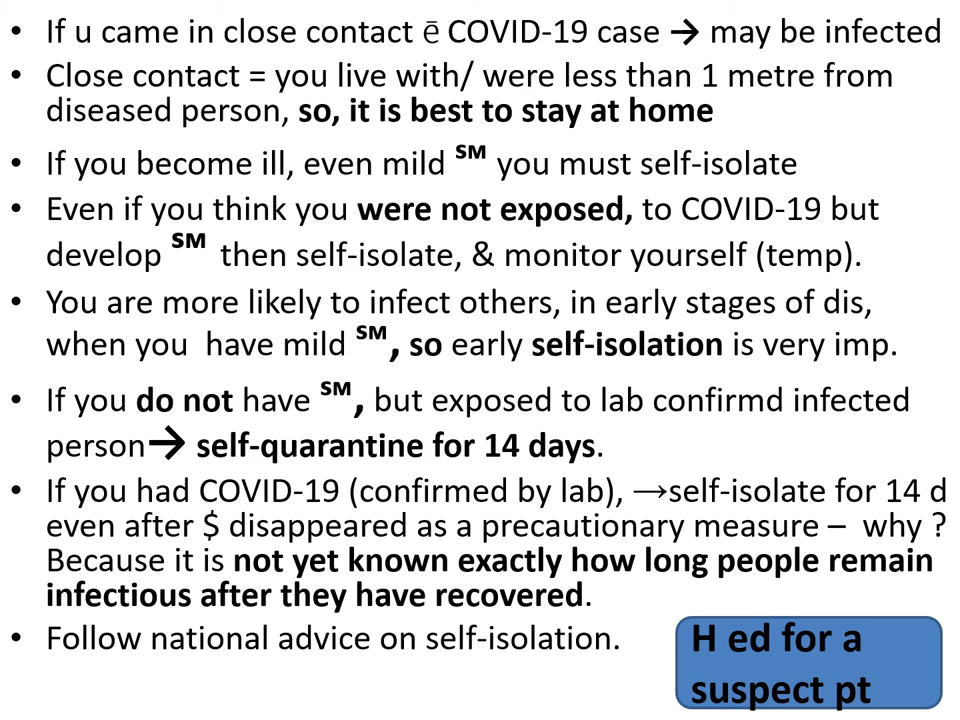 • If u came in close contact ē COVID-19 case → may be infected
• Close contact = you live with/ were less than 1 metre from
diseased person, so, it is best to stay at home
• If you become ill, even mild SM you must self-isolate
• Even if you think you were not exposed, to COVID-19 but
develop SM then self-isolate, & monitor yourself (temp).
• You are more likely to infect others, in early stages of dis,
when you have mild SM, so early self-isolation is very imp.
• If you do not have SM, but exposed to lab confirmd infected
person→ self-quarantine for 14 days.
• If you had COVID-19 (confirmed by lab), →self-isolate for 14 d
even after $ disappeared as a precautionary measure – why ?
Because it is not yet known exactly how long people remain
infectious after they have recovered.
• Follow national advice on self-isolation.
H ed for a
suspect pt